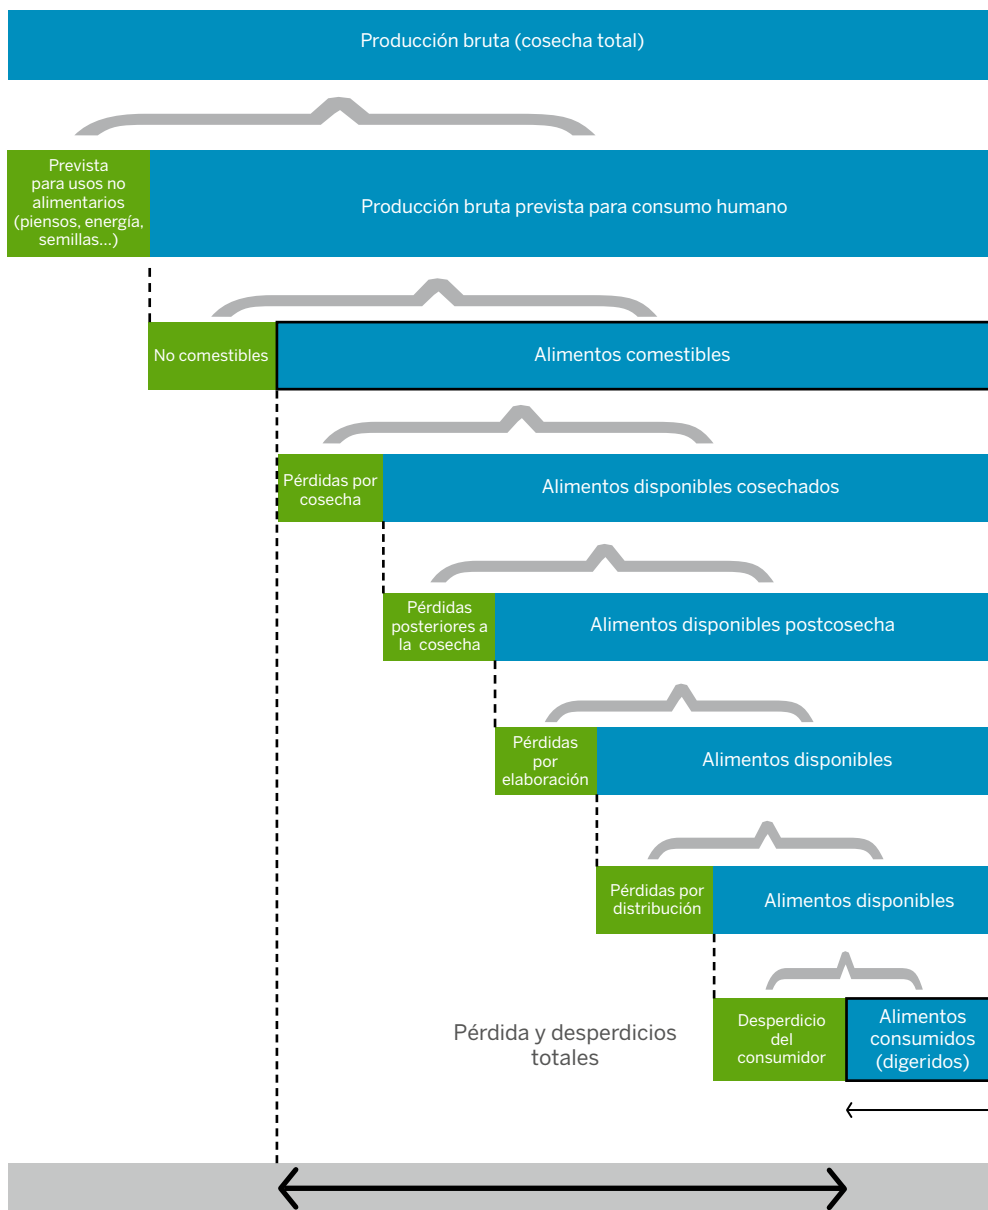 Producción bruta (cosecha total)
Prevista
para usos no
alimentarios
(piensos, energía,
semillas...)
Producción bruta prevista para consumo humano
No comestibles
Alimentos comestibles
Pérdidas por
cosecha
Alimentos disponibles cosechados
Pérdidas
posteriores a
la cosecha
Alimentos disponibles postcosecha
Pérdidas
por
elaboración
Alimentos disponibles
Pérdidas por
distribución
Alimentos disponibles
Pérdida y desperdicios
totales
Desperdicio
del
consumidor
Alimentos
consumidos
(digeridos)